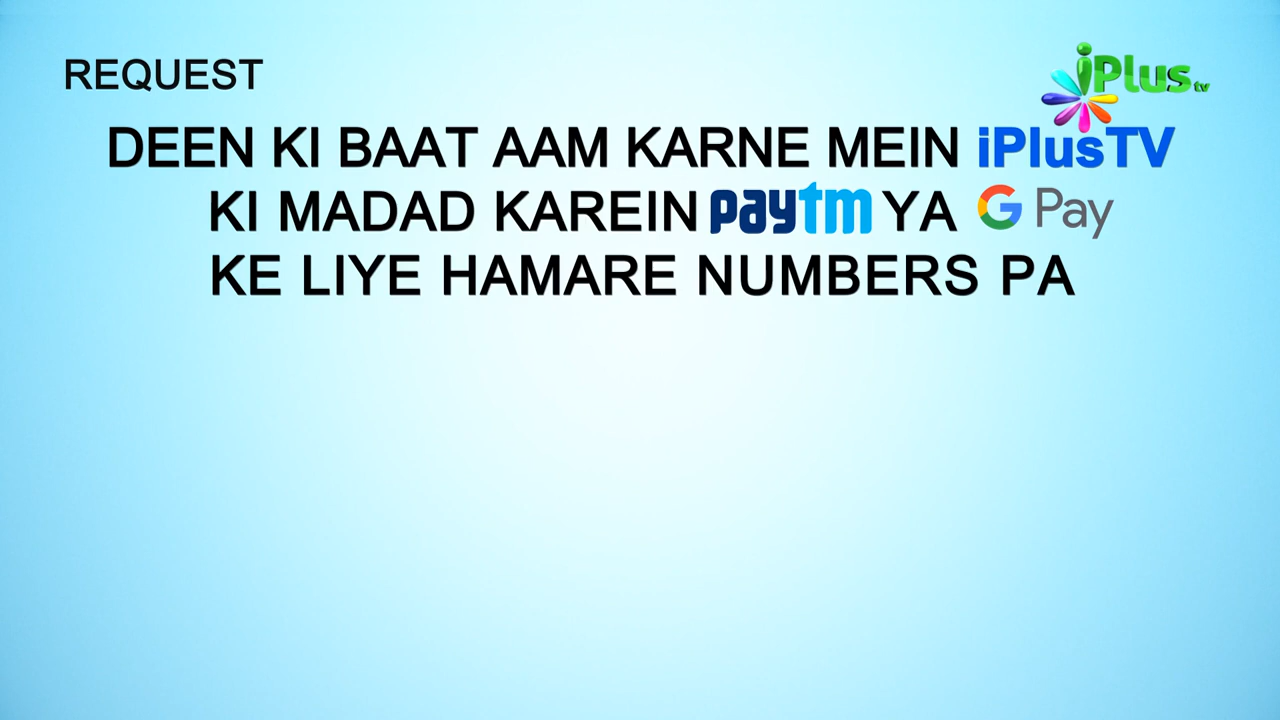 REQUEST
iPlus tv
DEEN KI BAAT AAM KARNE MEIN iPlusTV
KI MADAD KAREIN paytm YA G Pay
KE LIYE HAMARE NUMBERS PA